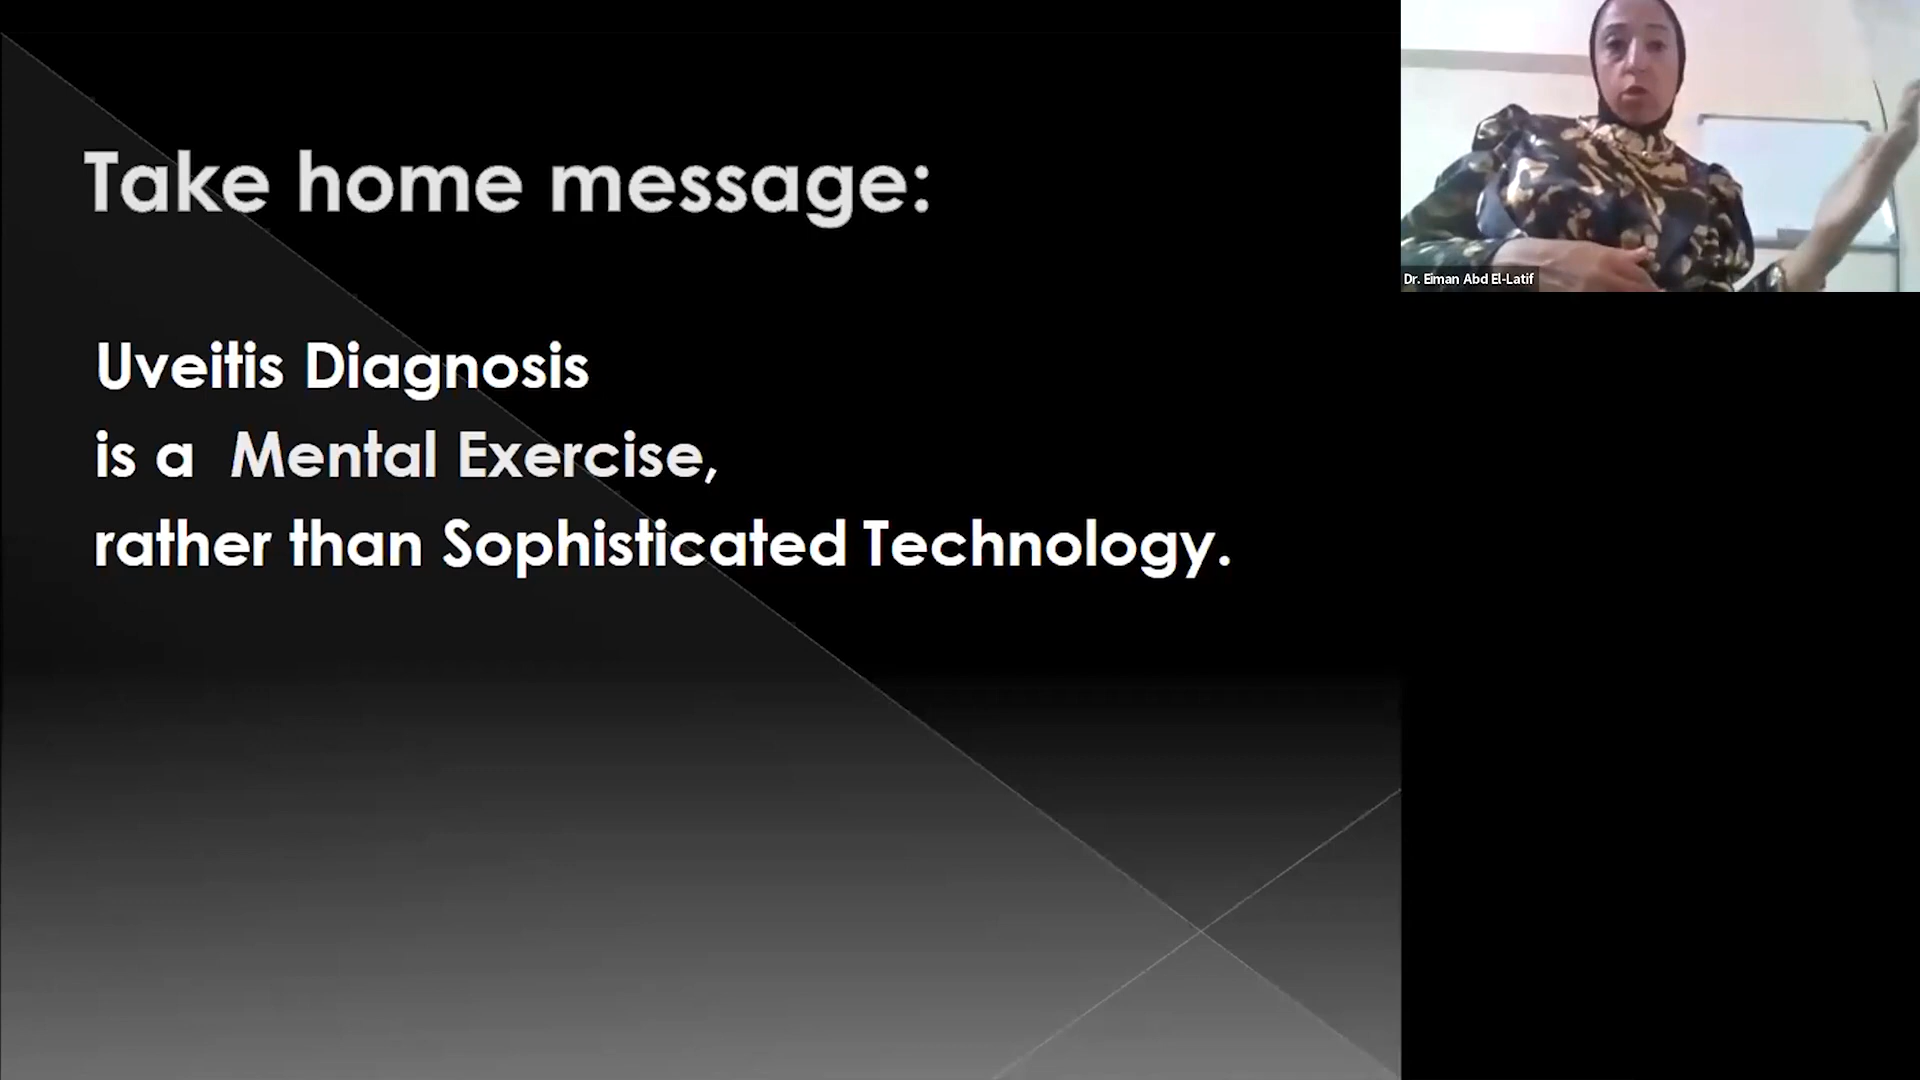 Take home message:
Uveitis Diagnosis
is a Mental Exercise,
rather than Sophisticated Technology.
Dr. Eiman Abd El-Latif